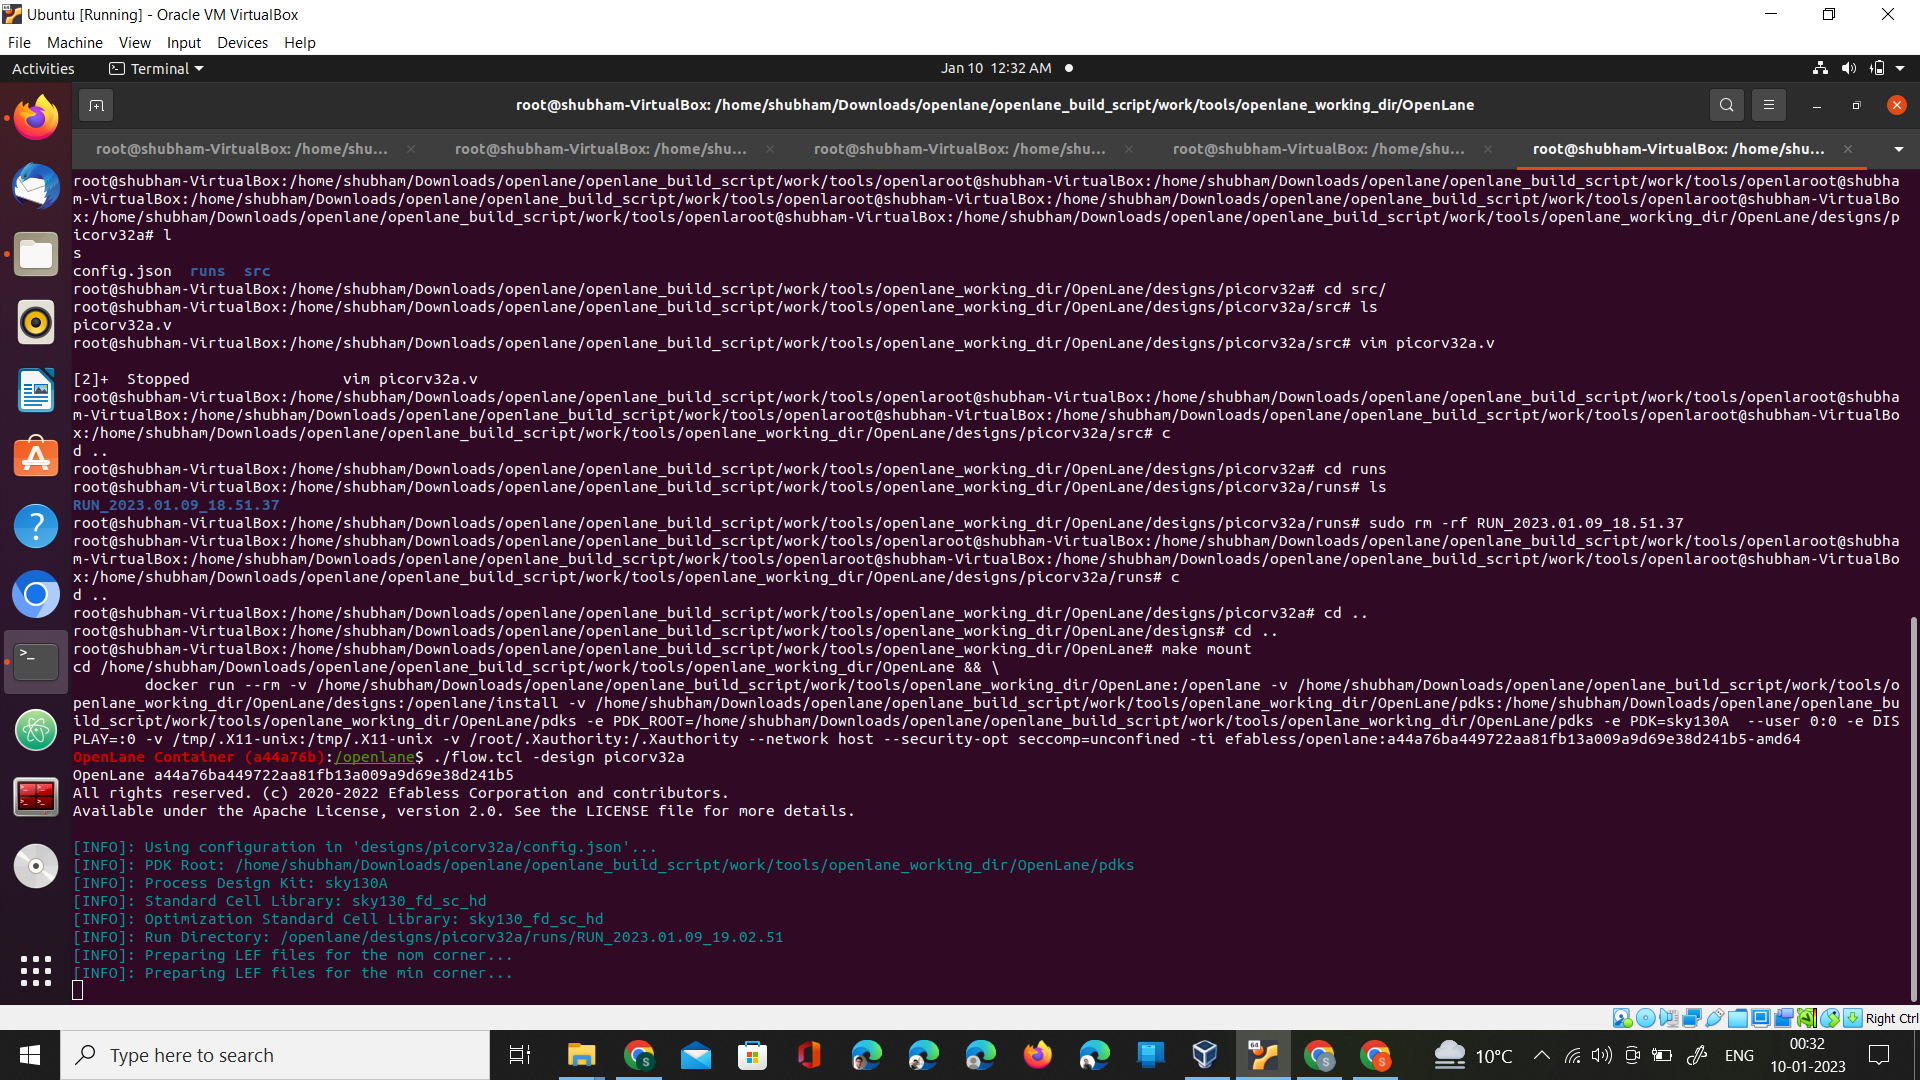 Ubuntu [Running] - Oracle VM VirtualBox
File Machine View Input Devices Help
Activities Terminal Jan 10 12:32 AM
root@shubham-VirtualBox: /home/shubham/Downloads/openlane/openlane_build_script/work/tools/openlane_working_dir/OpenLane
root@shubham-VirtualBox: /home/shu... root@shubham-VirtualBox: /home/shu... root@shubham-VirtualBox: /home/shu... root@shubham-VirtualBox: /home/shu... root@shubham-VirtualBox: /home/shu...
root@shubham-VirtualBox:/home/shubham/Downloads/openlane/openlane_build_script/work/tools/openlaroot@shubham-VirtualBox:/home/shubham/Downloads/openlane/openlane_build_script/work/tools/openlaroot@shubha
m-VirtualBox:/home/shubham/Downloads/openlane/openlane_build_script/work/tools/openlaroot@shubham-VirtualBox:/home/shubham/Downloads/openlane/openlane_build_script/work/tools/openlaroot@shubham-VirtualBo
x:/home/shubham/Downloads/openlane/openlane_build_script/work/tools/openlaroot@shubham-VirtualBox:/home/shubham/Downloads/openlane/openlane_build_script/work/tools/openlane_working_dir/OpenLane/designs/p
icorv32a# l
s
config.json runs src
root@shubham-VirtualBox:/home/shubham/Downloads/openlane/openlane_build_script/work/tools/openlane_working_dir/OpenLane/designs/picorv32a# cd src/
root@shubham-VirtualBox:/home/shubham/Downloads/openlane/openlane_build_script/work/tools/openlane_working_dir/OpenLane/designs/picorv32a/src# ls
picorv32a.v
root@shubham-VirtualBox:/home/shubham/Downloads/openlane/openlane_build_script/work/tools/openlane_working_dir/OpenLane/designs/picorv32a/src# vim picorv32a.v
[2]+ Stopped vim picorv32a.v
root@shubham-VirtualBox:/home/shubham/Downloads/openlane/openlane_build_script/work/tools/openlaroot@shubham-VirtualBox:/home/shubham/Downloads/openlane/openlane_build_script/work/tools/openlaroot@shubha
m-VirtualBox:/home/shubham/Downloads/openlane/openlane_build_script/work/tools/openlaroot@shubham-VirtualBox:/home/shubham/Downloads/openlane/openlane_build_script/work/tools/openlaroot@shubham-VirtualBo
x:/home/shubham/Downloads/openlane/openlane_build_script/work/tools/openlane_working_dir/OpenLane/designs/picorv32a/src# c
d ..
root@shubham-VirtualBox:/home/shubham/Downloads/openlane/openlane_build_script/work/tools/openlane_working_dir/OpenLane/designs/picorv32a# cd runs
root@shubham-VirtualBox:/home/shubham/Downloads/openlane/openlane_build_script/work/tools/openlane_working_dir/OpenLane/designs/picorv32a/runs# ls
RUN_2023.01.09_18.51.37
root@shubham-VirtualBox:/home/shubham/Downloads/openlane/openlane_build_script/work/tools/openlane_working_dir/OpenLane/designs/picorv32a/runs# sudo rm -rf RUN_2023.01.09_18.51.37
root@shubham-VirtualBox:/home/shubham/Downloads/openlane/openlane_build_script/work/tools/openlaroot@shubham-VirtualBox:/home/shubham/Downloads/openlane/openlane_build_script/work/tools/openlaroot@shubha
m-VirtualBox:/home/shubham/Downloads/openlane/openlane_build_script/work/tools/openlaroot@shubham-VirtualBox:/home/shubham/Downloads/openlane/openlane_build_script/work/tools/openlaroot@shubham-VirtualBo
x:/home/shubham/Downloads/openlane/openlane_build_script/work/tools/openlane_working_dir/OpenLane/designs/picorv32a/runs# c
d ..
root@shubham-VirtualBox:/home/shubham/Downloads/openlane/openlane_build_script/work/tools/openlane_working_dir/OpenLane/designs/picorv32a# cd ..
root@shubham-VirtualBox:/home/shubham/Downloads/openlane/openlane_build_script/work/tools/openlane_working_dir/OpenLane/designs# cd ..
root@shubham-VirtualBox:/home/shubham/Downloads/openlane/openlane_build_script/work/tools/openlane_working_dir/OpenLane# make mount
cd /home/shubham/Downloads/openlane/openlane_build_script/work/tools/openlane_working_dir/OpenLane && \
docker run --rm -v /home/shubham/Downloads/openlane/openlane_build_script/work/tools/openlane_working_dir/OpenLane:/openlane -v /home/shubham/Downloads/openlane/openlane_build_script/work/tools/o
penlane_working_dir/OpenLane/designs:/openlane/install -v /home/shubham/Downloads/openlane/openlane_build_script/work/tools/openlane_working_dir/OpenLane/pdks:/home/shubham/Downloads/openlane/openlane_bu
ild_script/work/tools/openlane_working_dir/OpenLane/pdks -e PDK_ROOT=/home/shubham/Downloads/openlane/openlane_build_script/work/tools/openlane_working_dir/OpenLane/pdks -e PDK=sky130A --user 0:0 -e DIS
PLAY=:0 -v /tmp/.X11-unix:/tmp/.X11-unix -v /root/.Xauthority:/.Xauthority --network host --security-opt seccomp=unconfined -ti efabless/openlane:a44a76ba449722aa81fb13a009a9d69e38d241b5-amd64
OpenLane Container (a44a76b):/openlane$ ./flow.tcl -design picorv32a
OpenLane a44a76ba449722aa81fb13a009a9d69e38d241b5
All rights reserved. (c) 2020-2022 Efabless Corporation and contributors.
Available under the Apache License, version 2.0. See the LICENSE file for more details.
[INFO]: Using configuration in 'designs/picorv32a/config.json'...
[INFO]: PDK Root: /home/shubham/Downloads/openlane/openlane_build_script/work/tools/openlane_working_dir/OpenLane/pdks
[INFO]: Process Design Kit: sky130A
[INFO]: Standard Cell Library: sky130_fd_sc_hd
[INFO]: Optimization Standard Cell Library: sky130_fd_sc_hd
[INFO]: Run Directory: /openlane/designs/picorv32a/runs/RUN_2023.01.09_19.02.51
[INFO]: Preparing LEF files for the nom corner...
[INFO]: Preparing LEF files for the min corner...
Right Ctrl
Type here to search
10°C ENG 00:32
10-01-2023